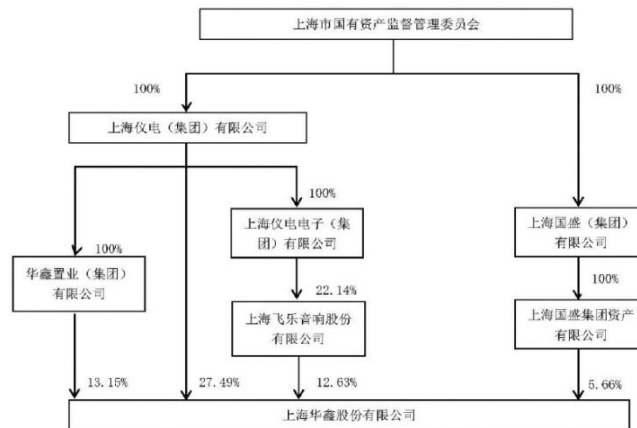 上海市国有资产监督管理委员会
100%
100%
上海仪电（集团）有限公司
100%
上海仪电电子（集
团）有限公司
上海国盛（集团）
有限公司
100%
华鑫置业（集团）
有限公司
100%
22.14%
上海飞乐音响股份
有限公司
上海国盛集团资产
有限公司
13.15%
27.49%
12.63%
5.66%
上海华鑫股份有限公司